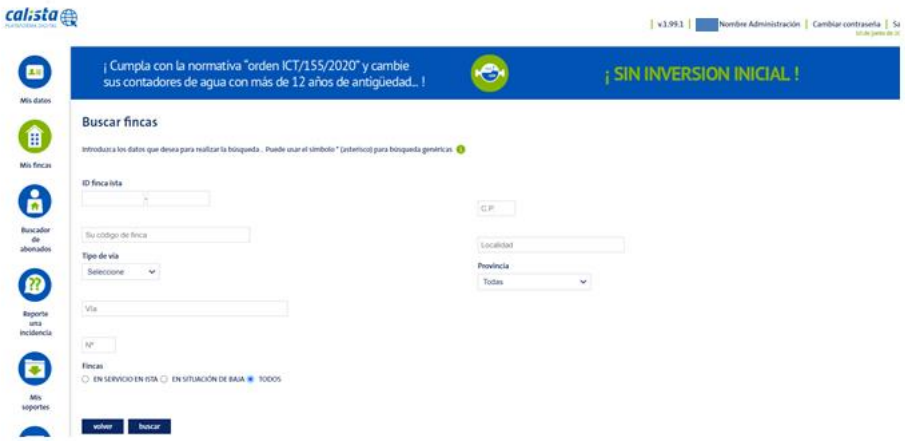 calista
PLATAFORMA DIGITAL
v.3.99.1 | Nombre Administración | Cambiar contraseña | Sa
¡ Cumpla con la normativa "orden ICT/155/2020" y cambie
sus contadores de agua con más de 12 años de antigüedad... !
¡ SIN INVERSION INICIAL !
Mis datos
Mis fincas
Buscador
de
abonados
Reporte
una
incidencia
Mis
soportes
Buscar fincas
Introduzca los datos que desea para realizar la búsqueda .. Puede usar el símbolo * (asterisco) para búsqueda genéricas
ID finca ista
-
C.P.
Su código de finca
Localidad
Tipo de vía
Seleccione
Provincia
Todas
Vía
Nº
Fincas
EN SERVICIO EN ISTA EN SITUACIÓN DE BAJA TODOS
volver buscar